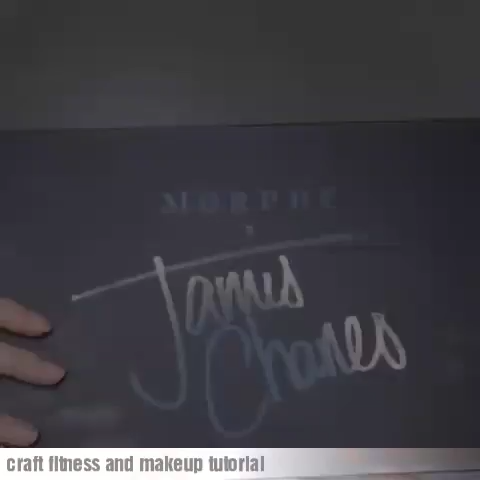 MORPHE
x
James
Charles
craft fitness and makeup tutorial